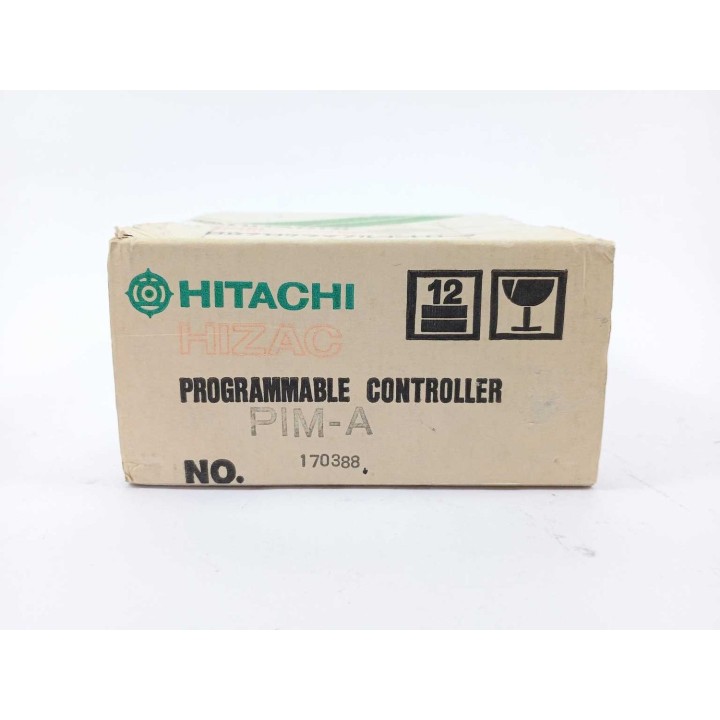 HITACHI
12
HIZAC
PROGRAMMABLE CONTROLLER
PIM-A
NO. 170388